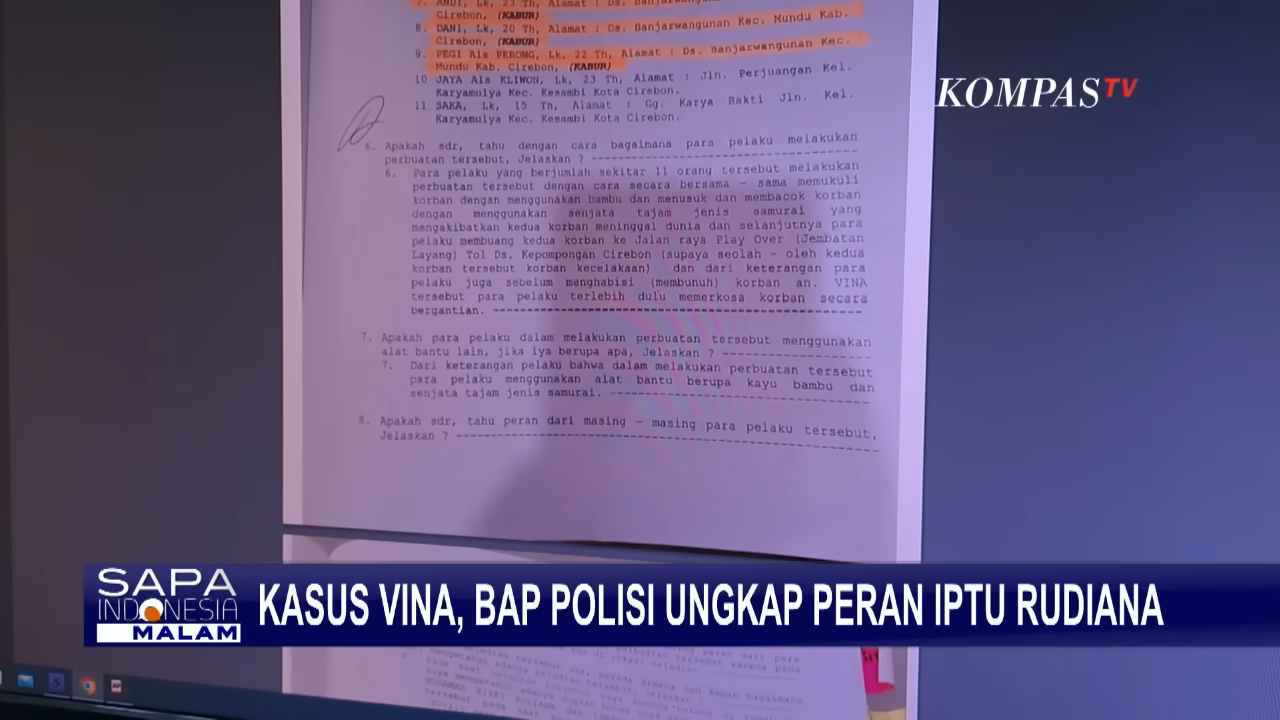 7. ANDI, Lk, 23 Th, Alamat : Ds.
Cirebon, (KABUR)
8. DANI, Lk, 20 Th, Alamat : Ds. Banjarwangunan Kec. Mundu Kab.
Cirebon, (KABUR)
9. PEGI Als PERONG, Lk, 22 Th, Alamat : Ds. Banjarwangunan Kec.
Mundu Kab. Cirebon, (KABUR)
10 JAYA Als KLIWON, Lk, 23 Th, Alamat : Jln. Perjuangan Kel.
Karyamulya Kec. Kesambi Kota Cirebon.
11 SAKA, Lk, 15 Th, Alamat : Gg. Karya Bakti Jln. Kel.
Karyamulya Kec. Kesambi Kota Cirebon.
KOMPAS TV
6. Apakah sdr, tahu dengan cara bagaimana para pelaku melakukan
perbuatan tersebut, Jelaskan ? ---
6. Para pelaku yang berjumlah sekitar 11 orang tersebut melakukan
perbuatan tersebut dengan cara secara bersama - sama memukuli
korban dengan menggunakan bambu dan menusuk dan membacok korban
dengan menggunakan senjata tajam jenis samurai yang
mengakibatkan kedua korban meninggal dunia dan selanjutnya para
pelaku membuang kedua korban ke Jalan raya Play Over (Jembatan
Layang) Tol Ds. Kepompongan Cirebon (supaya seolah - oleh kedua
korban tersebut korban kecelakaan) dan dari keterangan para
pelaku juga sebelum menghabisi (membunuh) korban an. VINA
tersebut para pelaku terlebih dulu memerkosa korban secara
bergantian. ---
7. Apakah para pelaku dalam melakukan perbuatan tersebut menggunakan
alat bantu lain, jika iya berupa apa, Jelaskan ? ---
7. Dari keterangan pelaku bahwa dalam melakukan perbuatan tersebut
para pelaku menggunakan alat bantu berupa kayu bambu dan
senjata tajam jenis samurai. ---
8. Apakah sdr, tahu peran dari masing - masing para pelaku tersebut,
Jelaskan ? ---
SAPA
INDONESIA
MALAM
KASUS VINA, BAP POLISI UNGKAP PERAN IPTU RUDIANA